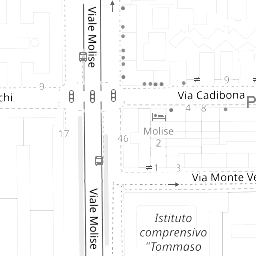 Viale Molise
9
Via Cadibona
P
chi
4
8
9
17
46
Molise
2
1
3
Via Monte Ve
Viale Molise
Istituto
comprensivo
"Tommaso